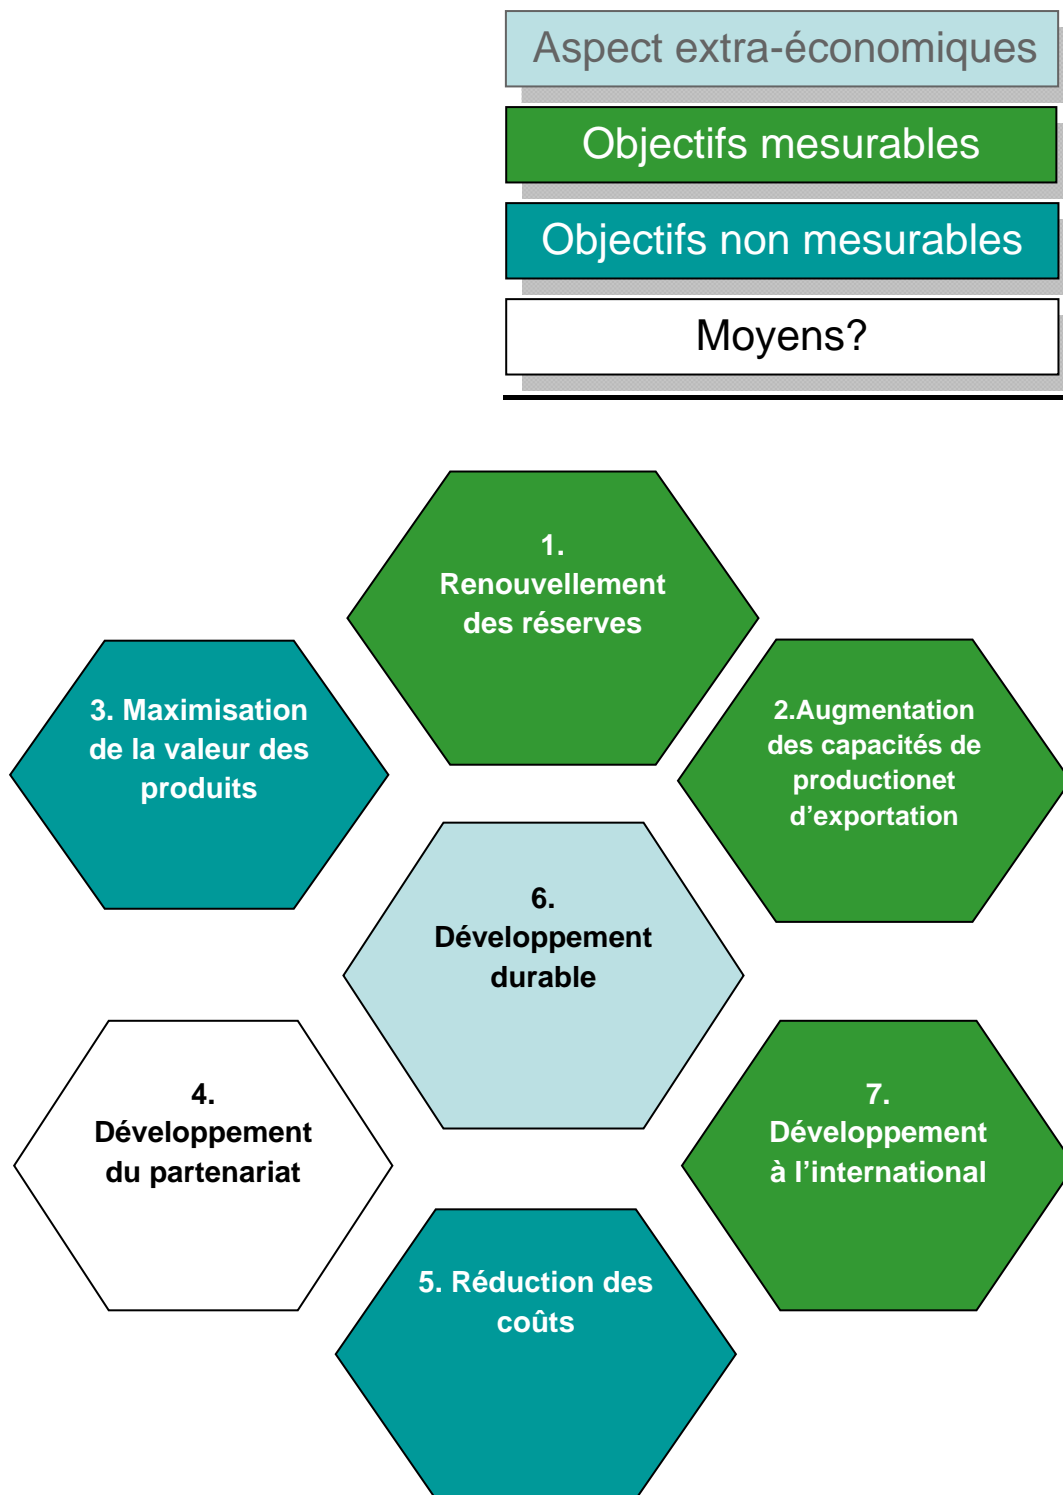 Aspect extra-économiques
Objectifs mesurables
Objectifs non mesurables
Moyens?
1.
Renouvellement
des réserves
3. Maximisation
de la valeur des
produits
2.Augmentation
des capacités de
productionet
d’exportation
6.
Développement
durable
4.
Développement
du partenariat
7.
Développement
à l’international
5. Réduction des
coûts